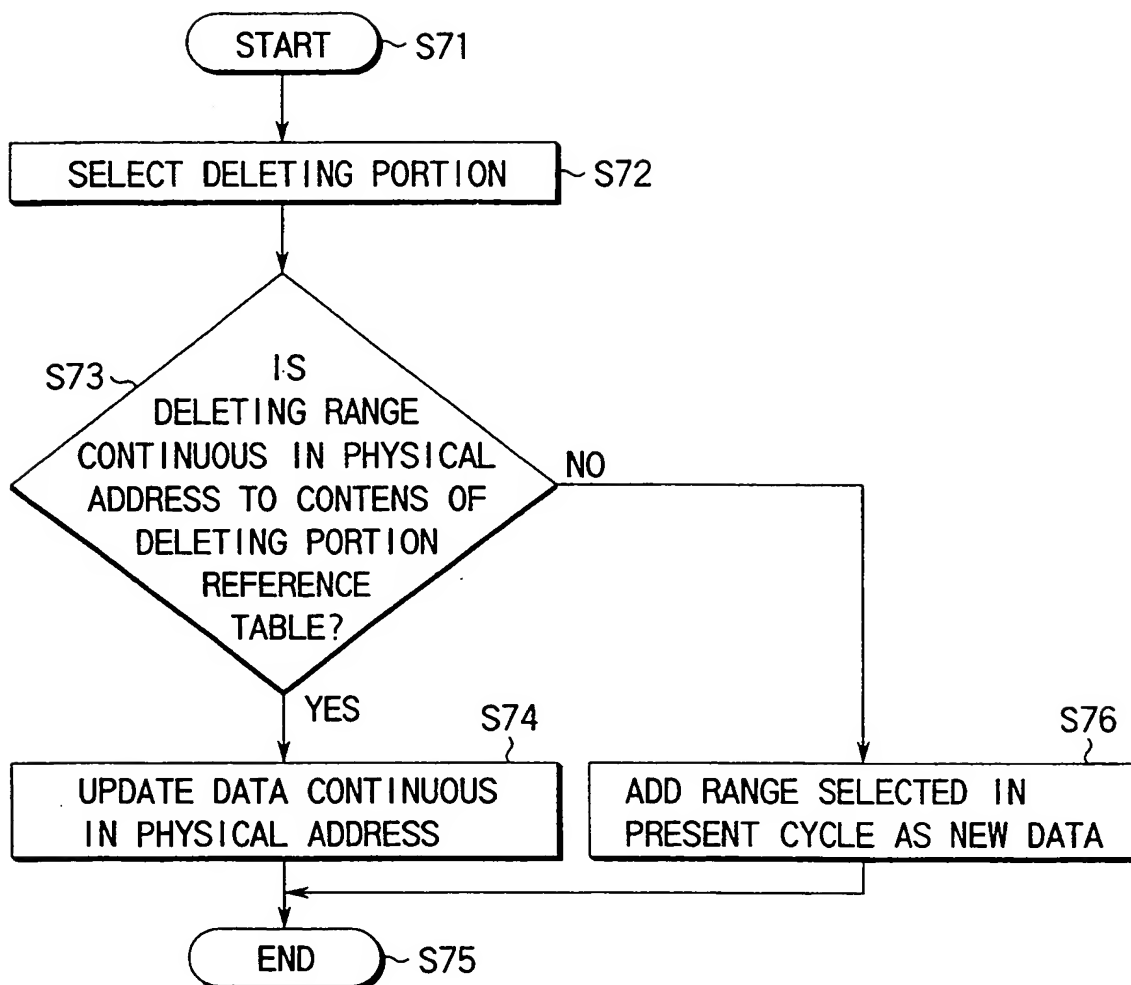 START
S71
SELECT DELETING PORTION
S72
S73
IS
DELETING RANGE
CONTINUOUS IN PHYSICAL
ADDRESS TO CONTENS OF
DELETING PORTION
REFERENCE
TABLE?
NO
YES
S74
UPDATE DATA CONTINUOUS
IN PHYSICAL ADDRESS
S76
ADD RANGE SELECTED IN
PRESENT CYCLE AS NEW DATA
END
S75